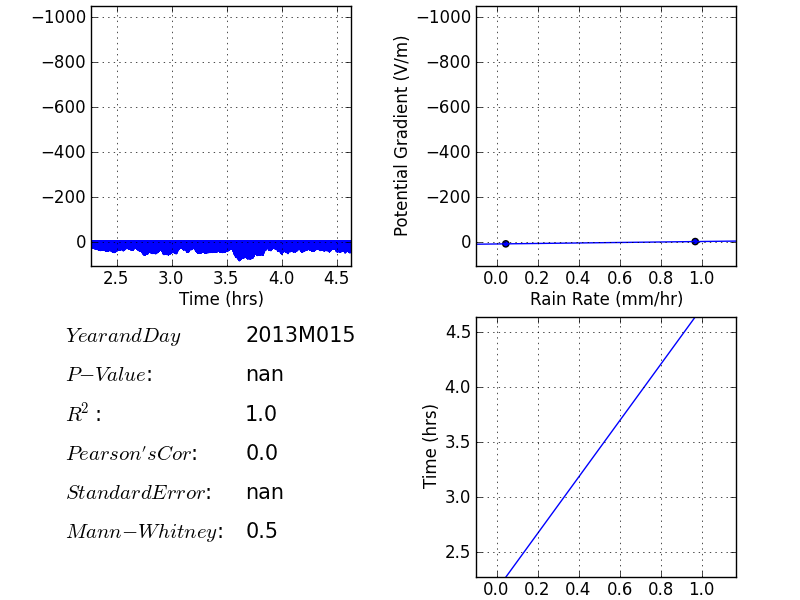 −1000
−800
−600
−400
−200
0
2.5 3.0 3.5 4.0 4.5
Time (hrs)
Potential Gradient (V/m)
−1000
−800
−600
−400
−200
0
0.0 0.2 0.4 0.6 0.8 1.0
Rain Rate (mm/hr)
YearandDay 2013M015
P−Value: nan
R²: 1.0
Pearson'sCor: 0.0
StandardError: nan
Mann−Whitney: 0.5
Time (hrs)
4.5
4.0
3.5
3.0
2.5
0.0 0.2 0.4 0.6 0.8 1.0